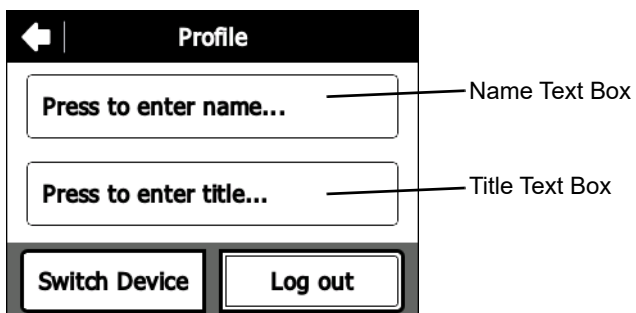 Profile
Press to enter name...
Name Text Box
Press to enter title...
Title Text Box
Switch Device
Log out